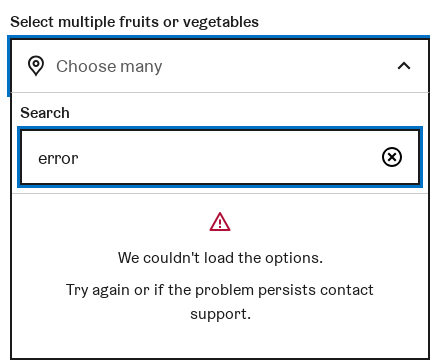 Select multiple fruits or vegetables
Choose many
Search
error
We couldn't load the options.
Try again or if the problem persists contact
support.